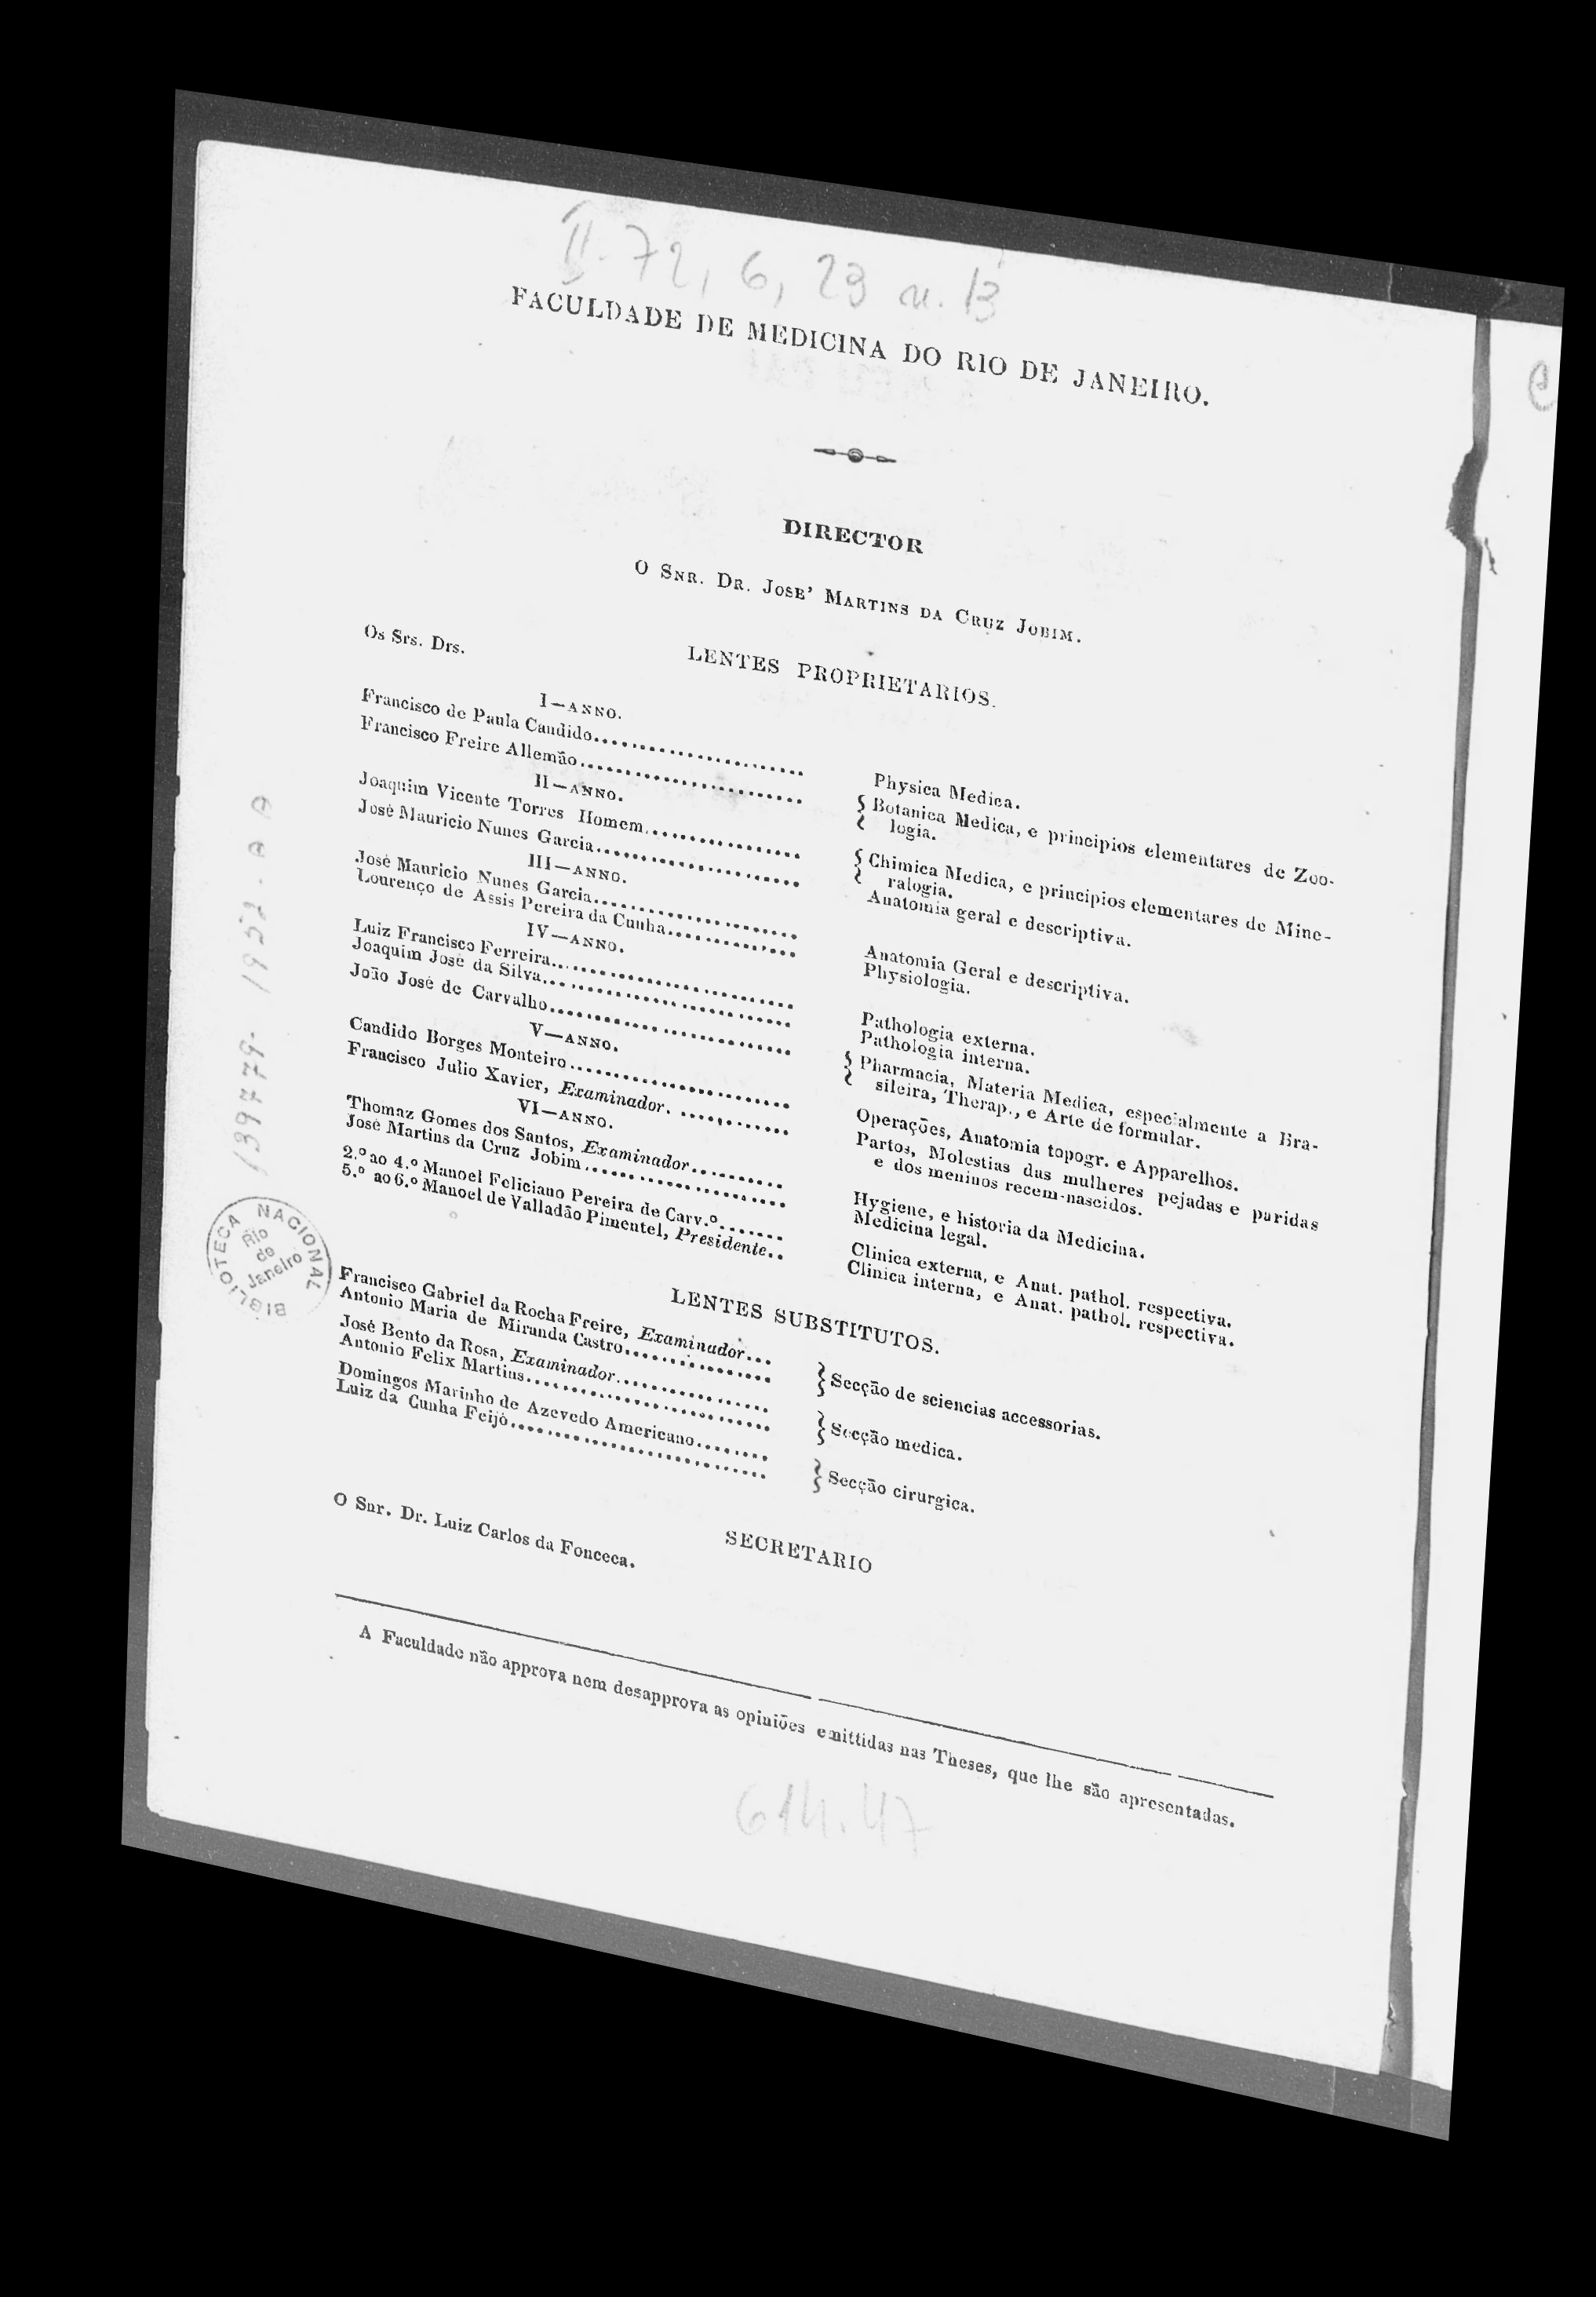 II-72, 6, 23 n. 13
FACULDADE DE MEDICINA DO RIO DE JANEIRO.
DIRECTOR
O SNR. DR. JOSE' MARTINS DA CRUZ JOBIM.
LENTES PROPRIETARIOS.
Os Srs. Drs.
I—ANNO.
Francisco de Paula Candido....................... Physica Medica.
Francisco Freire Allemão........................ { Botanica Medica, e principios elementares de Zoo-
logia.
II—ANNO.
Joaquim Vicente Torres Homem................. { Chimica Medica, e principios elementares de Mine-
ralogia.
José Mauricio Nunes Garcia...................... Anatomia geral e descriptiva.
III—ANNO.
José Mauricio Nunes Garcia...................... Anatomia Geral e descriptiva.
Lourenço de Assis Pereira da Cunha.............. Physiologia.
IV—ANNO.
Luiz Francisco Ferreira.......................... Pathologia externa.
Joaquim José da Silva........................... Pathologia interna.
João José de Carvalho........................... { Pharmacia, Materia Medica, especialmente a Bra-
sileira, Therap., e Arte de formular.
V—ANNO.
Candido Borges Monteiro........................ Operações, Anatomia topogr. e Apparelhos.
Francisco Julio Xavier, Examinador. ............ Partos, Molestias das mulheres pejadas e paridas
e dos meninos recem-nascidos.
VI—ANNO.
Thomaz Gomes dos Santos, Examinador.......... Hygiene, e historia da Medicina.
José Martins da Cruz Jobim...................... Medicina legal.
2.º ao 4.º Manoel Feliciano Pereira de Carv.º....... Clinica externa, e Anat. pathol. respectiva.
5.º ao 6.º Manoel de Valladão Pimentel, Presidente.. Clinica interna, e Anat. pathol. respectiva.
LENTES SUBSTITUTOS.
Francisco Gabriel da Rocha Freire, Examinador...
Antonio Maria de Miranda Castro................ } Secção de sciencias accessorias.
José Bento da Rosa, Examinador.................
Antonio Felix Martins........................... } Secção medica.
Domingos Marinho de Azevedo Americano........
Luiz da Cunha Feijó............................ } Secção cirurgica.
SECRETARIO
O Snr. Dr. Luiz Carlos da Fonceca.
A Faculdade não approva nem desapprova as opiniões emittidas nas Theses, que lhe são apresentadas.
614.47
BIBLIOTECA NACIONAL
Rio
de
Janeiro